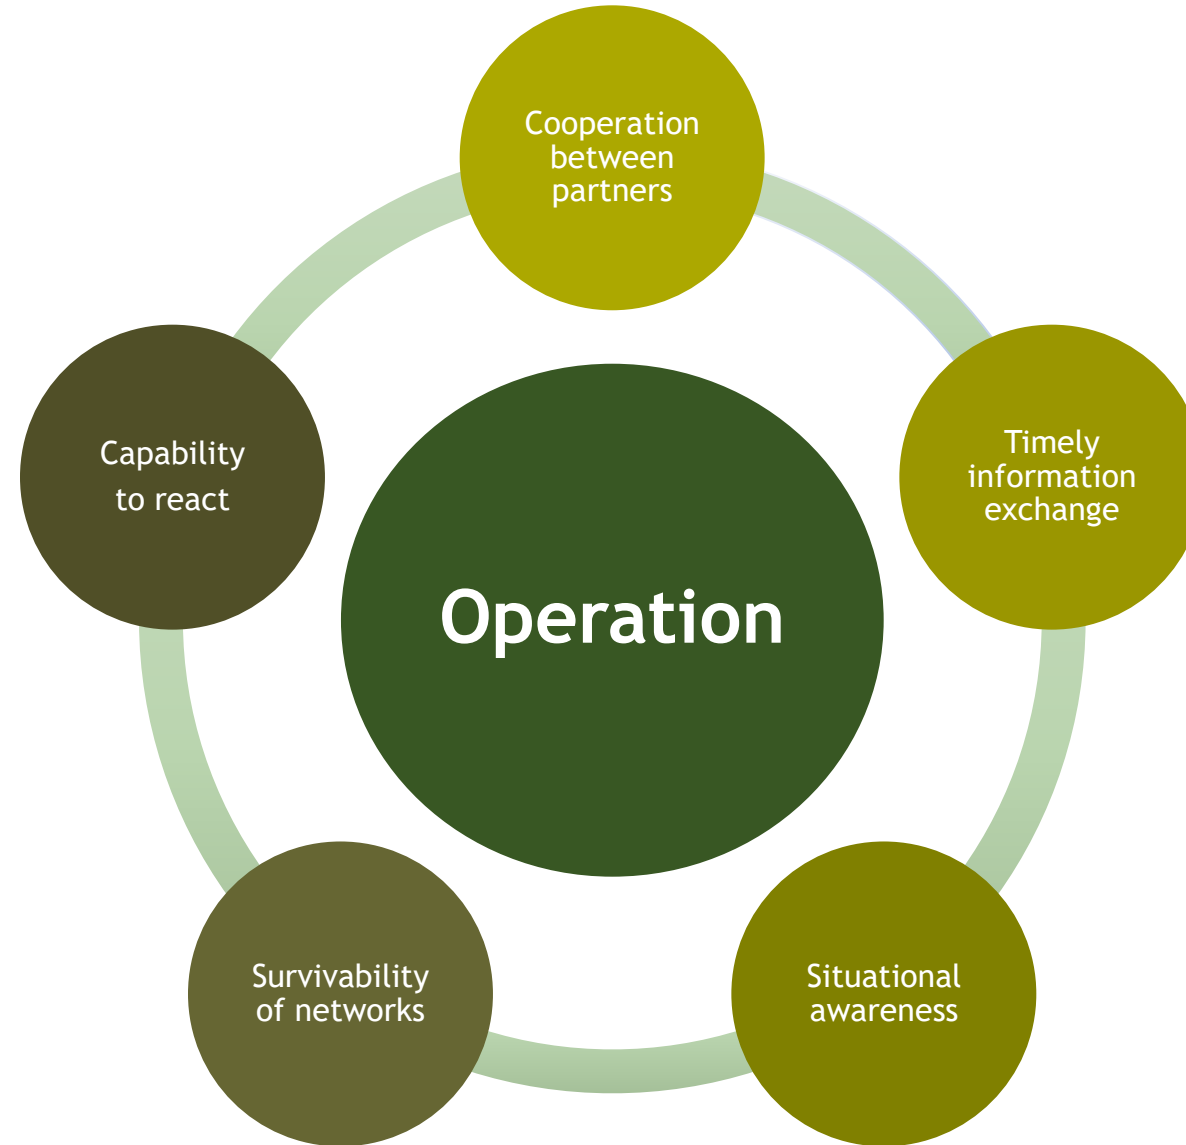 Cooperation
between
partners
Timely
information
exchange
Capability
to react
Operation
Survivability
of networks
Situational
awareness